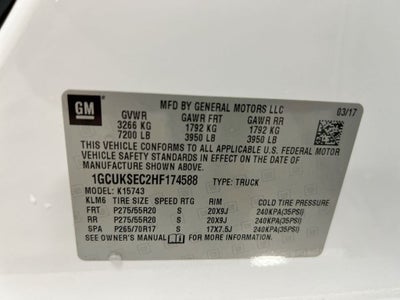 GM
MFD BY GENERAL MOTORS LLC 03/17
GVWR GAWR FRT GAWR RR
3266 KG 1792 KG 1792 KG
7200 LB 3950 LB 3950 LB
THIS VEHICLE CONFORMS TO ALL APPLICABLE U.S. FEDERAL MOTOR
VEHICLE SAFETY STANDARDS IN EFFECT ON THE DATE OF
MANUFACTURE SHOWN ABOVE.
1GCUKSEC2HF174588 TYPE: TRUCK
MODEL: K15743
KLM6 TIRE SIZE SPEED RTG RIM COLD TIRE PRESSURE
FRT P275/55R20 S 20X9J 240KPA(35PSI)
RR P275/55R20 S 20X9J 240KPA(35PSI)
SPA P265/70R17 S 17X7.5J 240KPA(35PSI)
SEE OWNER'S MANUAL FOR MORE INFORMATION.